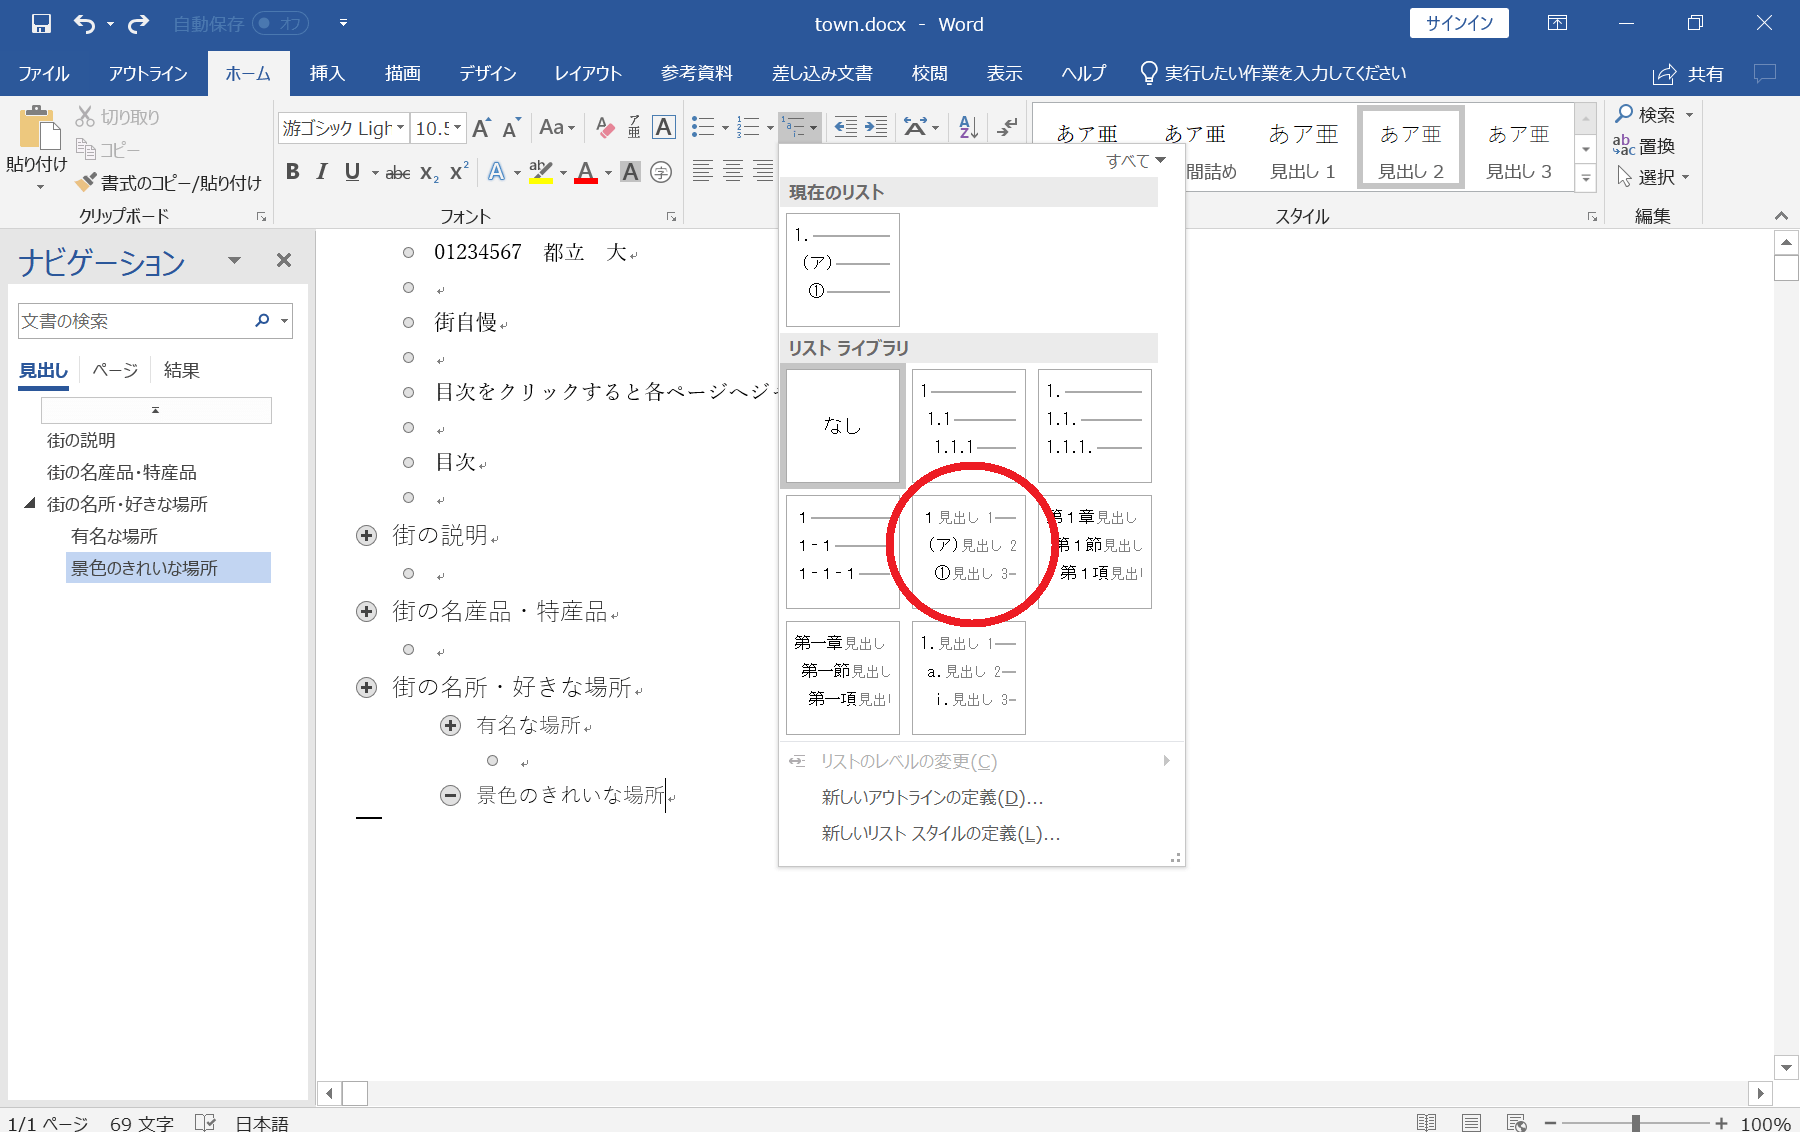 自動保存 オフ
town.docx - Word
サインイン
ファイル アウトライン ホーム 挿入 描画 デザイン レイアウト 参考資料 差し込み文書 校閲 表示 ヘルプ 実行したい作業を入力してください 共有
貼り付け
切り取り
コピー
書式のコピー/貼り付け
クリップボード
游ゴシック Ligh 10.5
フォント
あア亜 あア亜 あア亜 あア亜 あア亜
間詰め 見出し 1 見出し 2 見出し 3
スタイル
検索
置換
選択
編集
ナビゲーション
文書の検索
見出し ページ 結果
街の説明
街の名産品・特産品
街の名所・好きな場所
有名な場所
景色のきれいな場所
01234567 都立 大
街自慢
目次をクリックすると各ページへジ
目次
街の説明
街の名産品・特産品
街の名所・好きな場所
有名な場所
景色のきれいな場所
すべて
現在のリスト
1.
(ア)
①
リスト ライブラリ
なし
1
1.1
1.1.1
1.
1.1.
1.1.1.
1
1-1
1-1-1
1 見出し 1
(ア)見出し 2
①見出し 3
第1章見出し
第1節見出し
第1項見出し
第一章見出し
第一節見出し
第一項見出し
1.見出し 1
a.見出し 2
i.見出し 3
リストのレベルの変更(C)
新しいアウトラインの定義(D)...
新しいリスト スタイルの定義(L)...
1/1 ページ 69 文字 日本語
100%